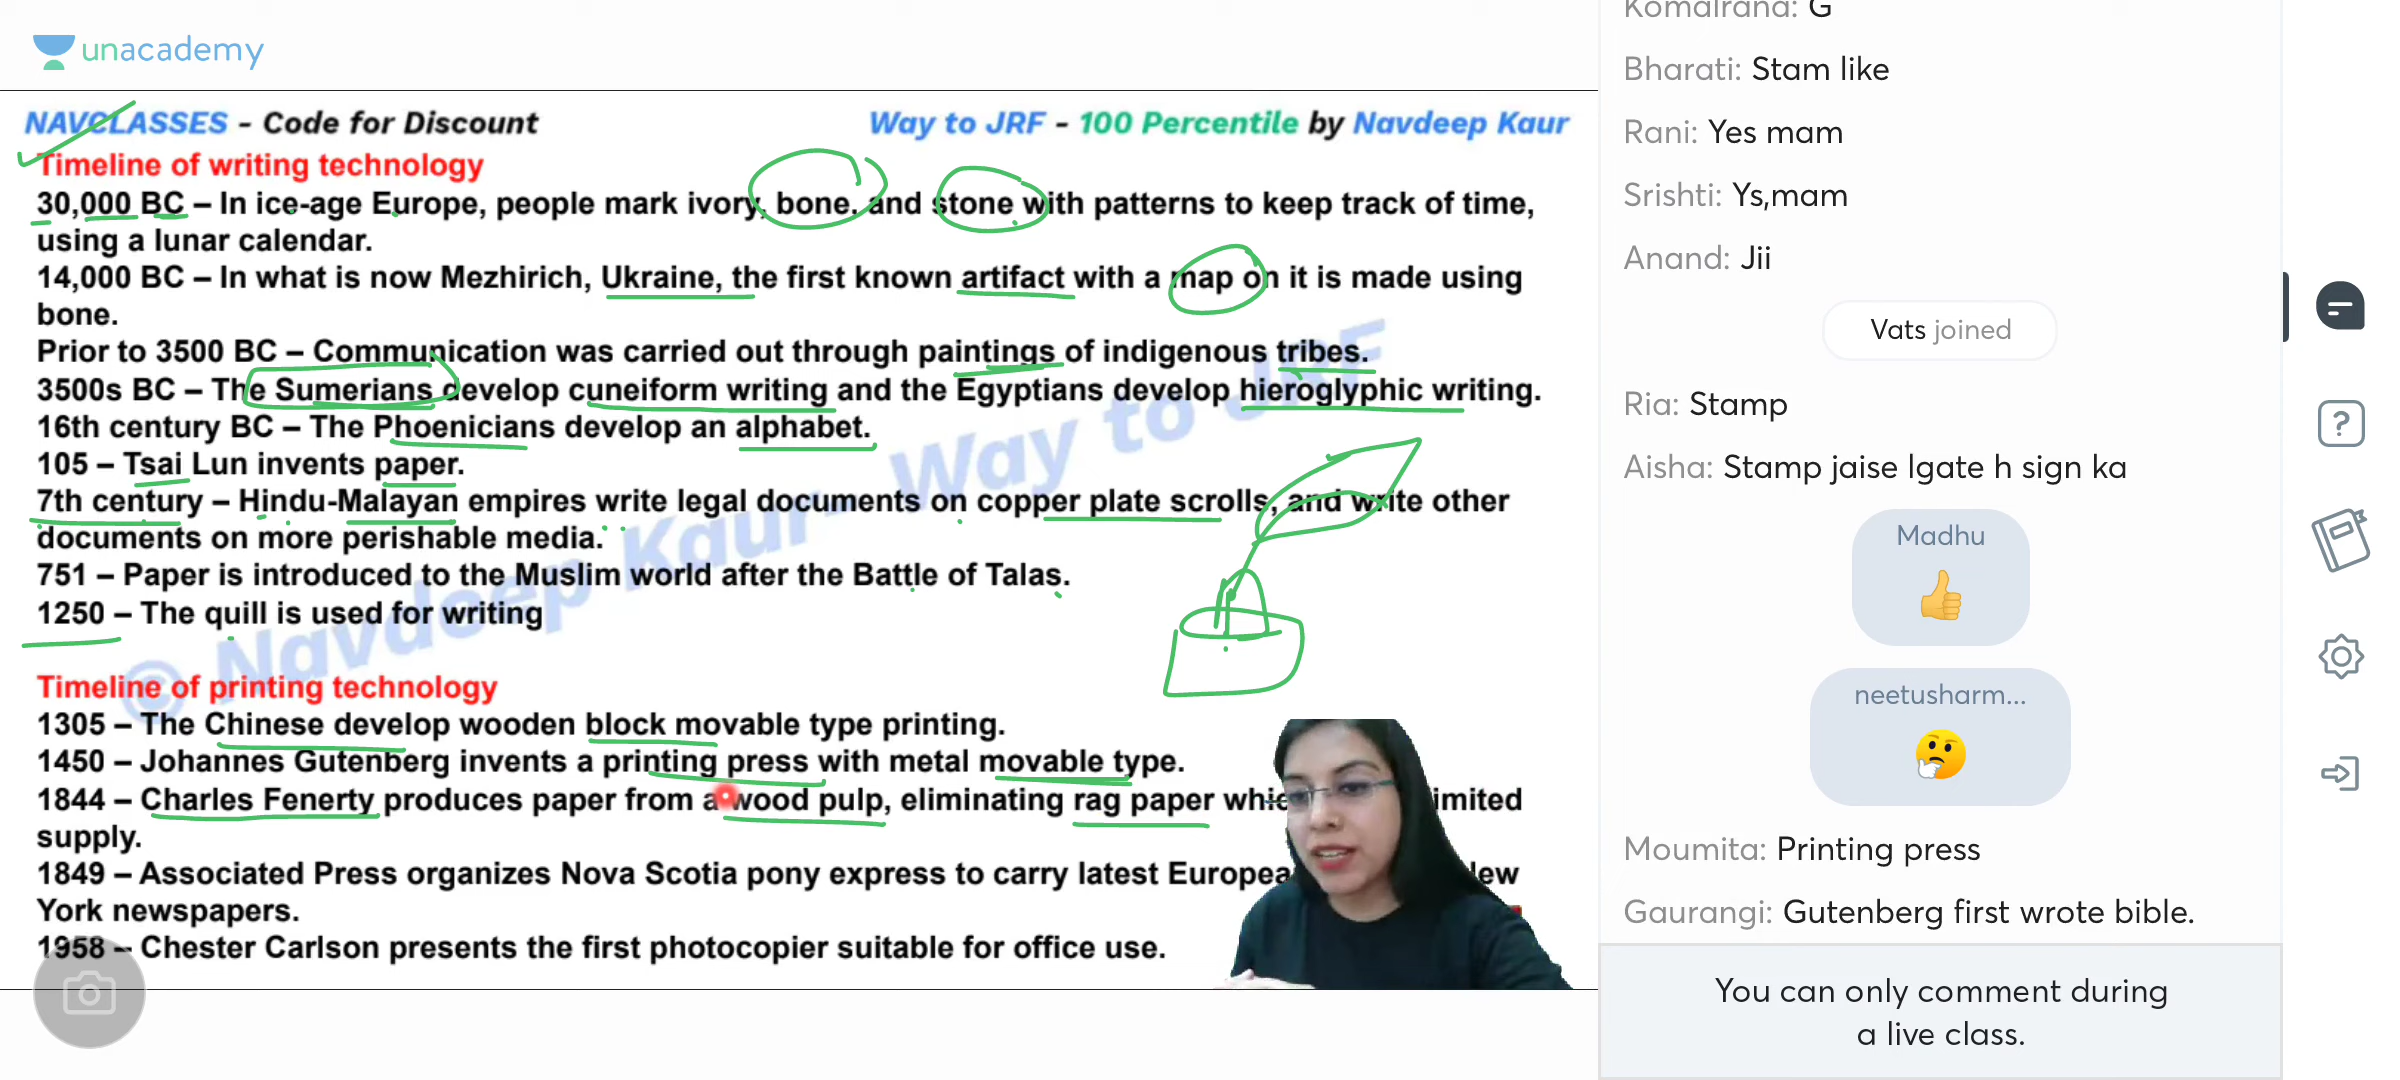 unacademy
NAVCLASSES - Code for Discount
Way to JRF - 100 Percentile by Navdeep Kaur
Timeline of writing technology
30,000 BC – In ice-age Europe, people mark ivory, bone, and stone with patterns to keep track of time,
using a lunar calendar.
14,000 BC – In what is now Mezhirich, Ukraine, the first known artifact with a map on it is made using
bone.
Prior to 3500 BC – Communication was carried out through paintings of indigenous tribes.
3500s BC – The Sumerians develop cuneiform writing and the Egyptians develop hieroglyphic writing.
16th century BC – The Phoenicians develop an alphabet.
105 – Tsai Lun invents paper.
7th century – Hindu-Malayan empires write legal documents on copper plate scrolls, and write other
documents on more perishable media.
751 – Paper is introduced to the Muslim world after the Battle of Talas.
1250 – The quill is used for writing
© Navdeep Kaur- Way to JRF
Timeline of printing technology
1305 – The Chinese develop wooden block movable type printing.
1450 – Johannes Gutenberg invents a printing press with metal movable type.
1844 – Charles Fenerty produces paper from a wood pulp, eliminating rag paper
supply.
1849 – Associated Press organizes Nova Scotia pony express to carry latest
York newspapers.
1958 – Chester Carlson presents the first photocopier suitable for office use.
Komalrana: G
Bharati: Stam like
Rani: Yes mam
Srishti: Ys,mam
Anand: Jii
Vats joined
Ria: Stamp
Aisha: Stamp jaise lgate h sign ka
Madhu
neetusharm...
Moumita: Printing press
Gaurangi: Gutenberg first wrote bible.
You can only comment during
a live class.